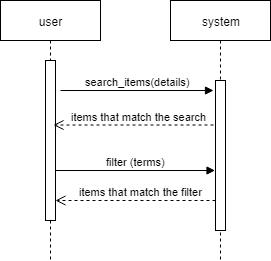 user
system
search_items(details)
items that match the search
filter (terms)
items that match the filter